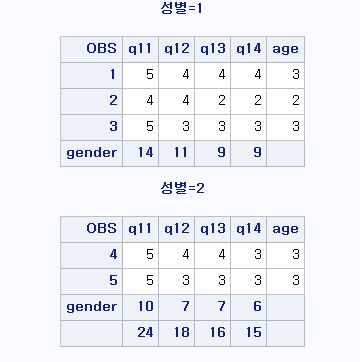 성별=1
OBS q11 q12 q13 q14 age
1 5 4 4 4 3
2 4 4 2 2 2
3 5 3 3 3 3
gender 14 11 9 9
성별=2
OBS q11 q12 q13 q14 age
4 5 4 4 3 3
5 5 3 3 3 3
gender 10 7 7 6
24 18 16 15